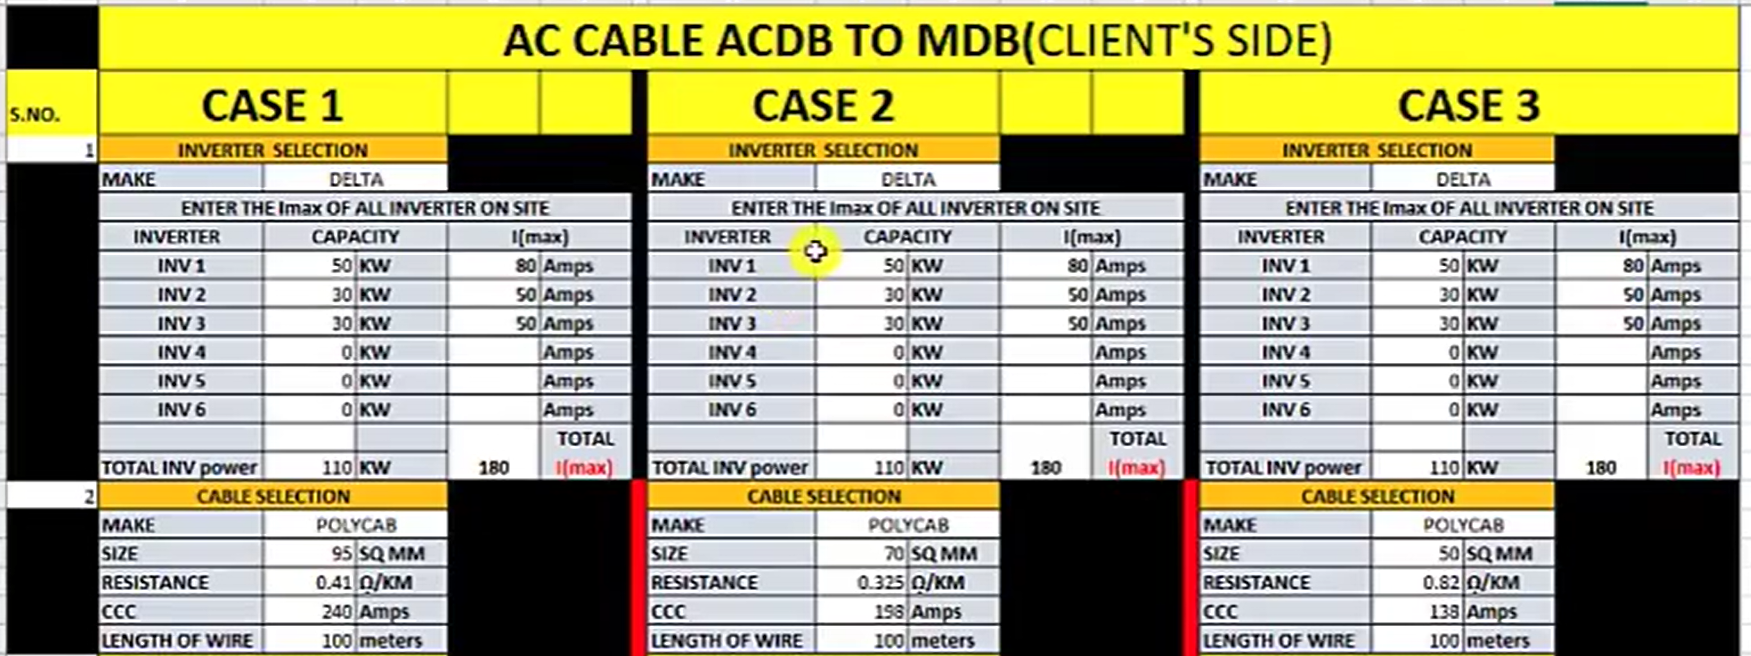 AC CABLE ACDB TO MDB(CLIENT'S SIDE)
S.NO. CASE 1 CASE 2 CASE 3
1 INVERTER SELECTION INVERTER SELECTION INVERTER SELECTION
MAKE DELTA MAKE DELTA MAKE DELTA
ENTER THE Imax OF ALL INVERTER ON SITE ENTER THE Imax OF ALL INVERTER ON SITE ENTER THE Imax OF ALL INVERTER ON SITE
INVERTER CAPACITY I(max) INVERTER CAPACITY I(max) INVERTER CAPACITY I(max)
INV 1 50 KW 80 Amps INV 1 50 KW 80 Amps INV 1 50 KW 80 Amps
INV 2 30 KW 50 Amps INV 2 30 KW 50 Amps INV 2 30 KW 50 Amps
INV 3 30 KW 50 Amps INV 3 30 KW 50 Amps INV 3 30 KW 50 Amps
INV 4 0 KW Amps INV 4 0 KW Amps INV 4 0 KW Amps
INV 5 0 KW Amps INV 5 0 KW Amps INV 5 0 KW Amps
INV 6 0 KW Amps INV 6 0 KW Amps INV 6 0 KW Amps
TOTAL TOTAL TOTAL
TOTAL INV power 110 KW 180 I(max) TOTAL INV power 110 KW 180 I(max) TOTAL INV power 110 KW 180 I(max)
2 CABLE SELECTION CABLE SELECTION CABLE SELECTION
MAKE POLYCAB MAKE POLYCAB MAKE POLYCAB
SIZE 95 SQ MM SIZE 70 SQ MM SIZE 50 SQ MM
RESISTANCE 0.41 Ω/KM RESISTANCE 0.325 Ω/KM RESISTANCE 0.82 Ω/KM
CCC 240 Amps CCC 198 Amps CCC 138 Amps
LENGTH OF WIRE 100 meters LENGTH OF WIRE 100 meters LENGTH OF WIRE 100 meters